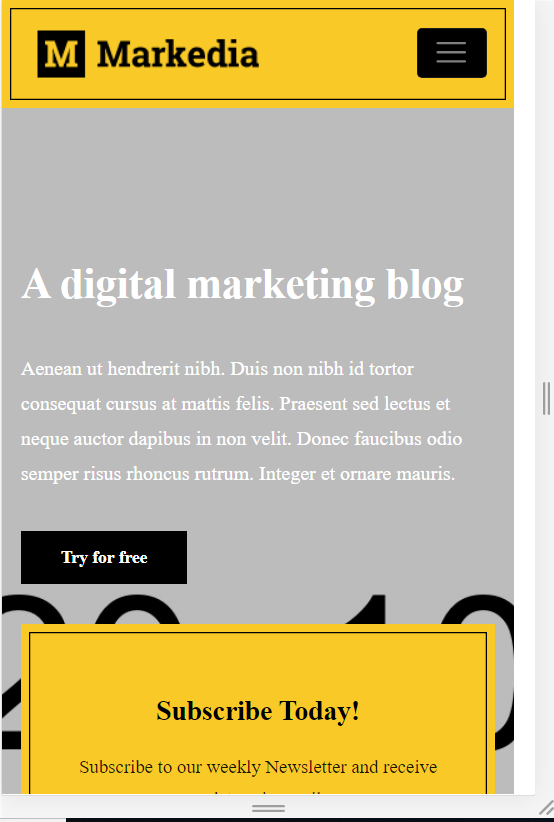 M Markedia
A digital marketing blog
Aenean ut hendrerit nibh. Duis non nibh id tortor
consequat cursus at mattis felis. Praesent sed lectus et
neque auctor dapibus in non velit. Donec faucibus odio
semper risus rhoncus rutrum. Integer et ornare mauris.
Try for free
Subscribe Today!
Subscribe to our weekly Newsletter and receive